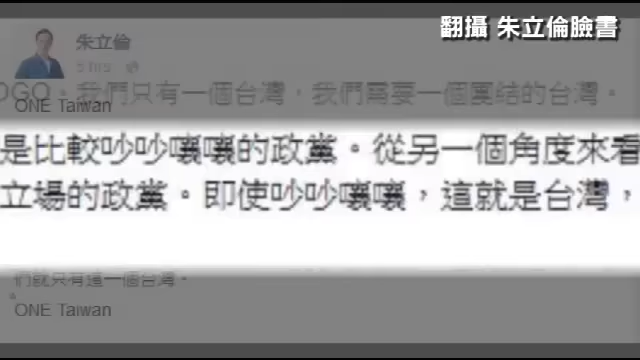 翻攝 朱立倫臉書
朱立倫
5 hrs
OGO。我們只有一個台灣，我們需要一個團結的台灣。
ONE Taiwan
是比較吵吵嚷嚷的政黨。從另一個角度來看
立場的政黨。即使吵吵嚷嚷，這就是台灣，
們就只有這一個台灣。
ONE Taiwan